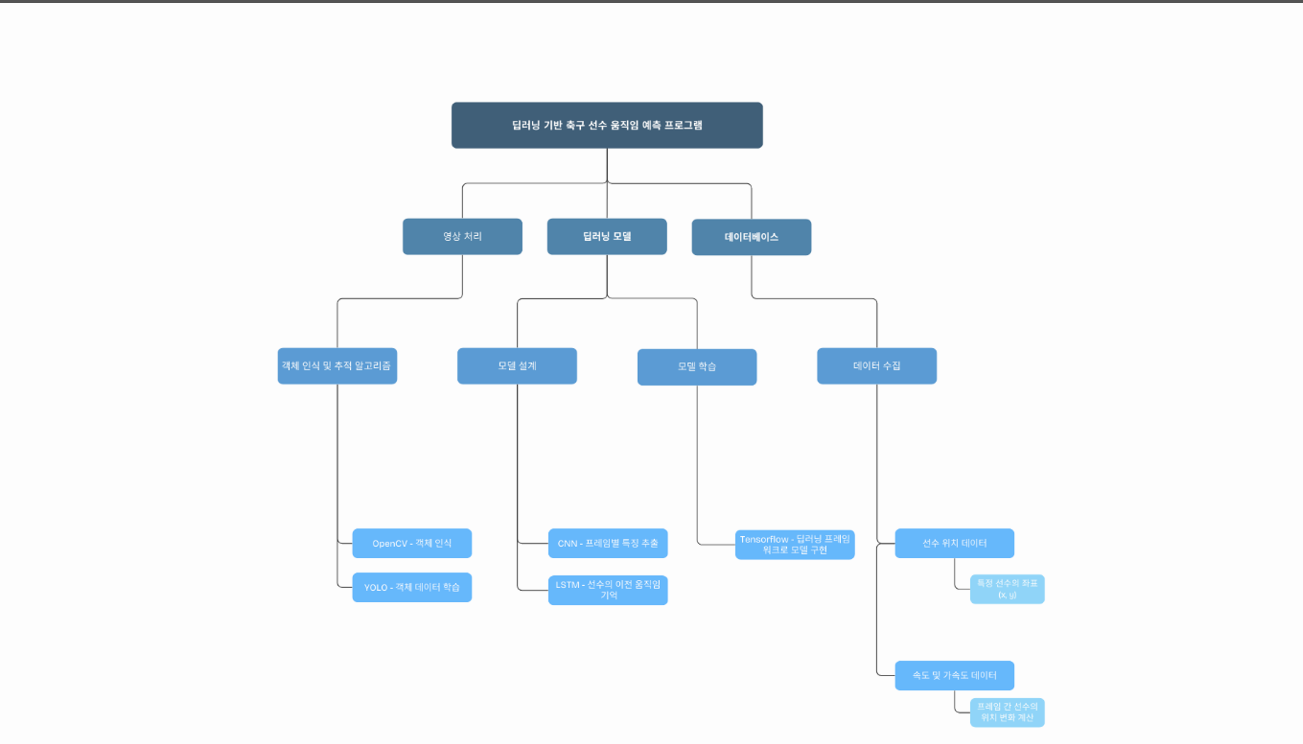 딥러닝 기반 축구 선수 움직임 예측 프로그램
영상 처리
딥러닝 모델
데이터베이스
객체 인식 및 추적 알고리즘
모델 설계
모델 학습
데이터 수집
OpenCV - 객체 인식
YOLO - 객체 데이터 학습
CNN - 프레임별 특징 추출
LSTM - 선수의 이전 움직임
기억
Tensorflow - 딥러닝 프레임
워크로 모델 구현
선수 위치 데이터
특정 선수의 좌표
(x, y)
속도 및 가속도 데이터
프레임 간 선수의
위치 변화 계산